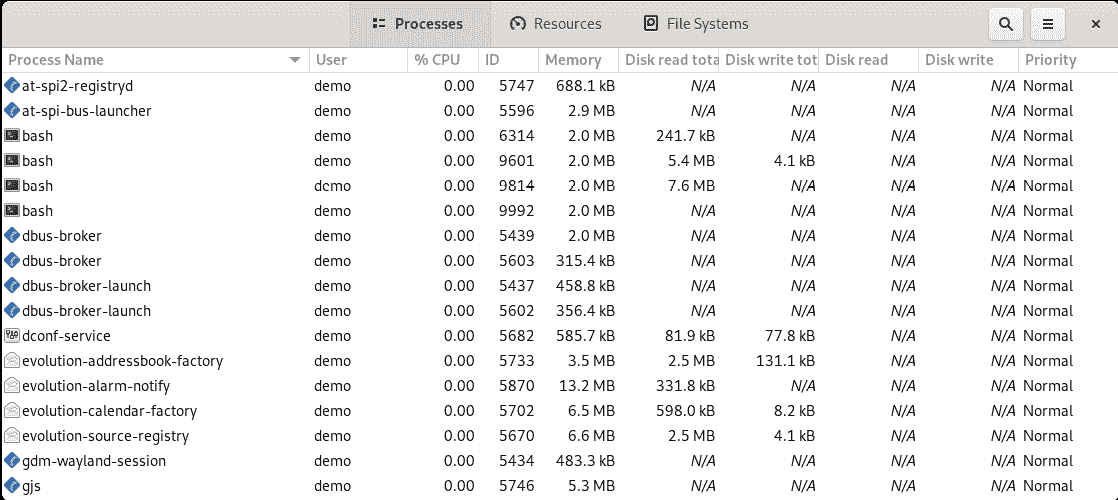 Processes Resources File Systems
Process Name User % CPU ID Memory Disk read tota Disk write tot Disk read Disk write Priority
at-spi2-registryd demo 0.00 5747 688.1 kB N/A N/A N/A N/A Normal
at-spi-bus-launcher demo 0.00 5596 2.9 MB N/A N/A N/A N/A Normal
bash demo 0.00 6314 2.0 MB 241.7 kB N/A N/A N/A Normal
bash demo 0.00 9601 2.0 MB 5.4 MB 4.1 kB N/A N/A Normal
bash demo 0.00 9814 2.0 MB 7.6 MB N/A N/A N/A Normal
bash demo 0.00 9992 2.0 MB N/A N/A N/A N/A Normal
dbus-broker demo 0.00 5439 2.0 MB N/A N/A N/A N/A Normal
dbus-broker demo 0.00 5603 315.4 kB N/A N/A N/A N/A Normal
dbus-broker-launch demo 0.00 5437 458.8 kB N/A N/A N/A N/A Normal
dbus-broker-launch demo 0.00 5602 356.4 kB N/A N/A N/A N/A Normal
dconf-service demo 0.00 5682 585.7 kB 81.9 kB 77.8 kB N/A N/A Normal
evolution-addressbook-factory demo 0.00 5733 3.5 MB 2.5 MB 131.1 kB N/A N/A Normal
evolution-alarm-notify demo 0.00 5870 13.2 MB 331.8 kB N/A N/A N/A Normal
evolution-calendar-factory demo 0.00 5702 6.5 MB 598.0 kB 8.2 kB N/A N/A Normal
evolution-source-registry demo 0.00 5670 6.6 MB 2.5 MB 4.1 kB N/A N/A Normal
gdm-wayland-session demo 0.00 5434 483.3 kB N/A N/A N/A N/A Normal
gjs demo 0.00 5746 5.3 MB N/A N/A N/A N/A Normal